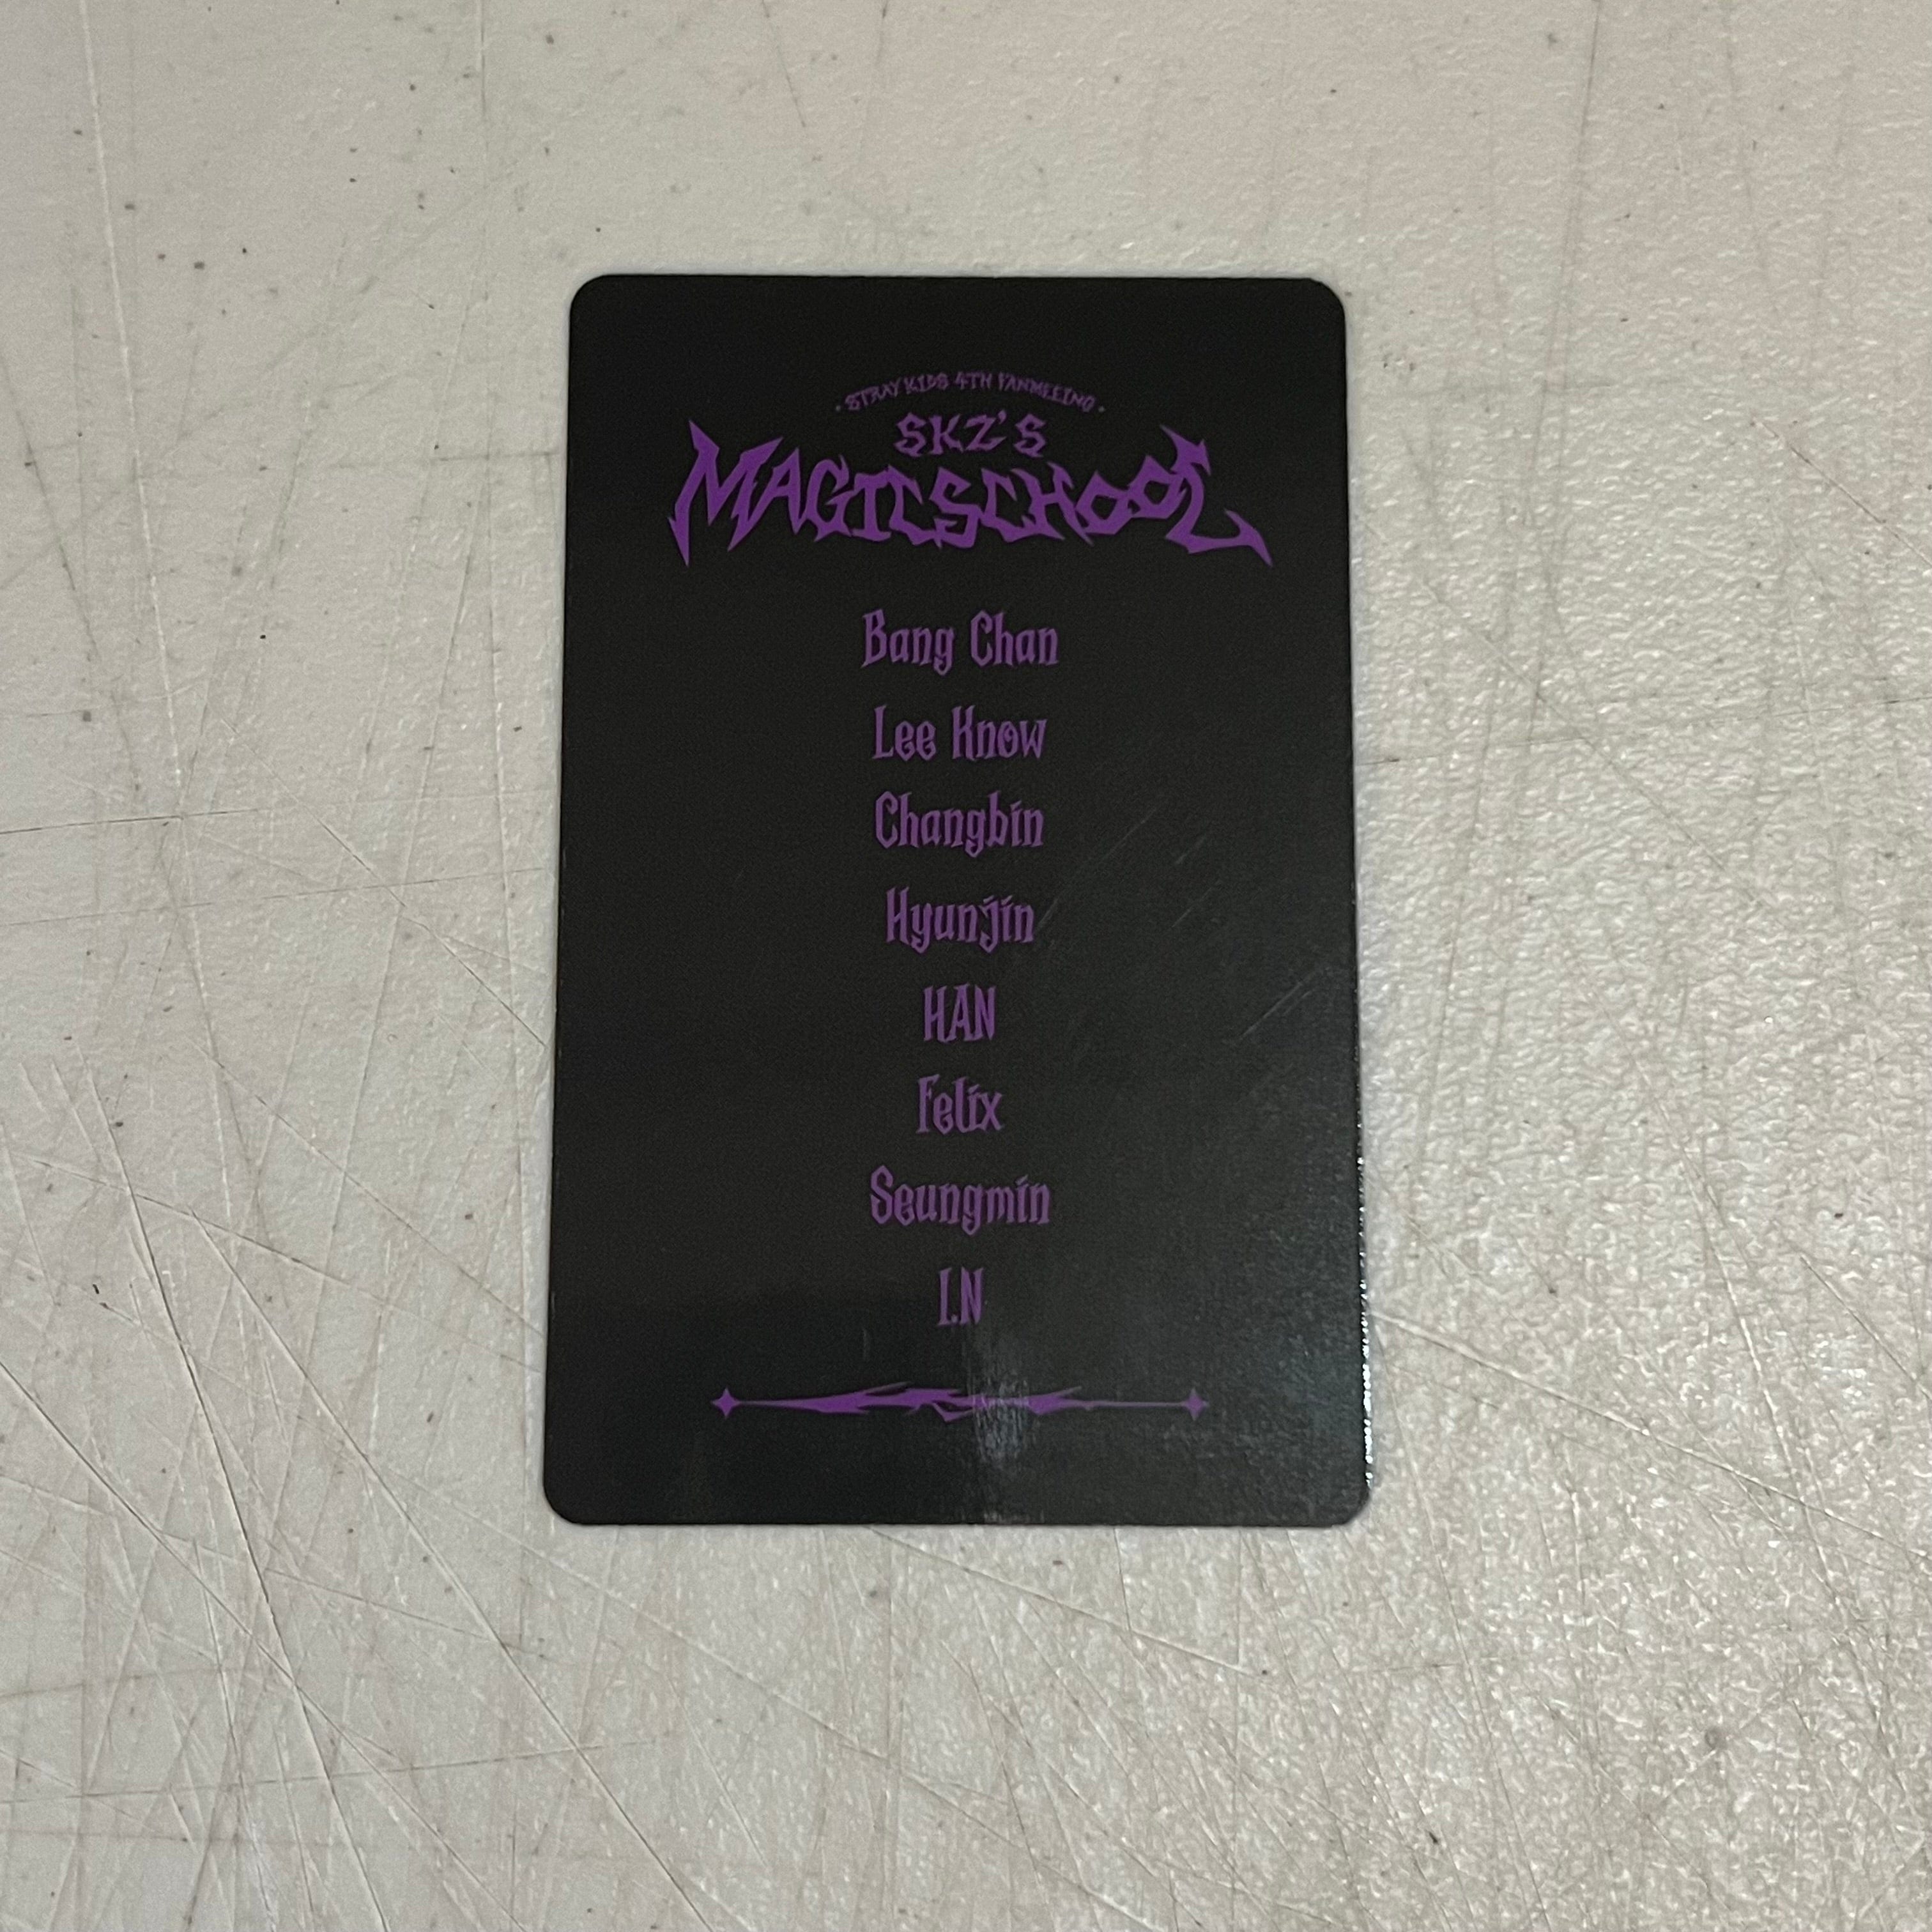 • STRAY KIDS 4TH FANMEETING •
SKZ'S
MAGIC SCHOOL
Bang Chan
Lee Know
Changbin
Hyunjin
HAN
Felix
Seungmin
I.N